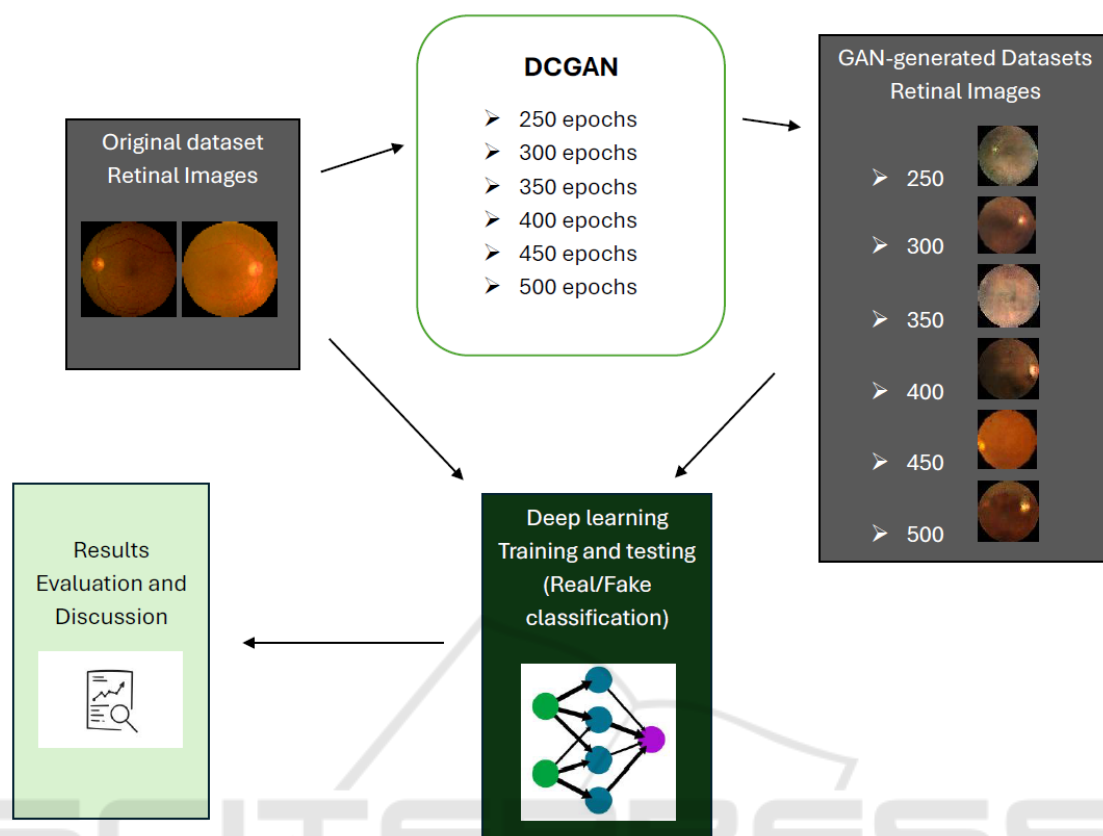 Original dataset
Retinal Images
DCGAN
➤ 250 epochs
➤ 300 epochs
➤ 350 epochs
➤ 400 epochs
➤ 450 epochs
➤ 500 epochs
GAN-generated Datasets
Retinal Images
➤ 250
➤ 300
➤ 350
➤ 400
➤ 450
➤ 500
Deep learning
Training and testing
(Real/Fake
classification)
Results
Evaluation and
Discussion
SCITEPRESS